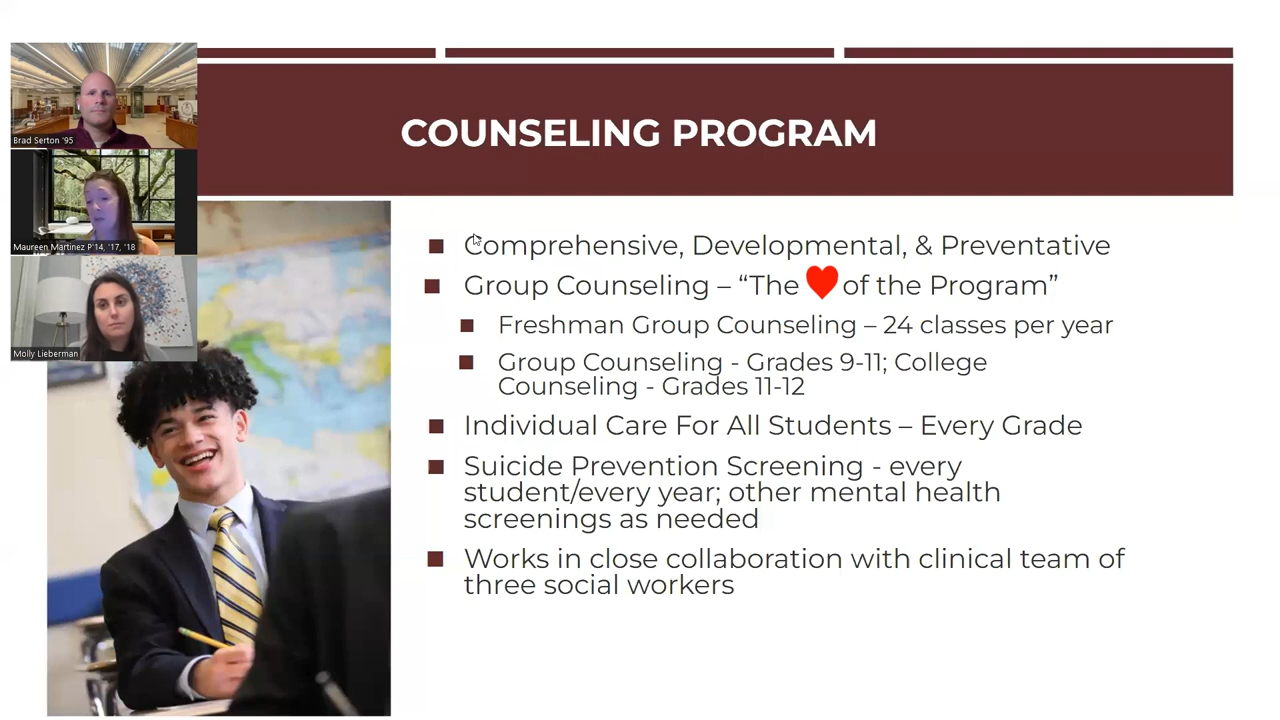 Brad Serton '95
Maureen Martinez P'14, '17, '18
Molly Lieberman
COUNSELING PROGRAM
Comprehensive, Developmental, & Preventative
Group Counseling – “The ❤ of the Program”
Freshman Group Counseling – 24 classes per year
Group Counseling - Grades 9-11; College
Counseling - Grades 11-12
Individual Care For All Students – Every Grade
Suicide Prevention Screening - every
student/every year; other mental health
screenings as needed
Works in close collaboration with clinical team of
three social workers